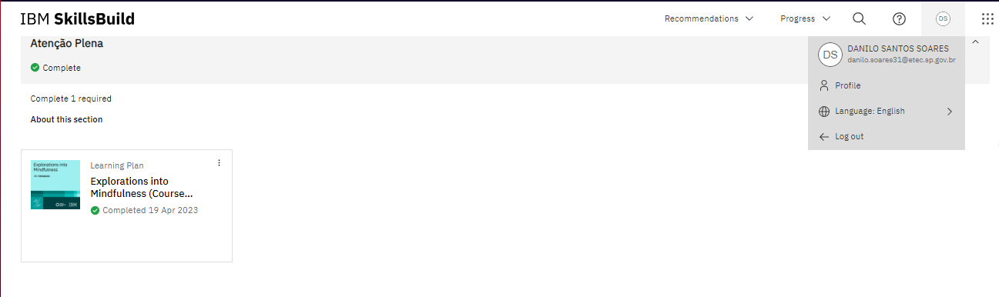 IBM SkillsBuild
Recommendations
Progress
DS
Atenção Plena
Complete
DS
DANILO SANTOS SOARES
danilo.soares31@etec.sp.gov.br
Profile
Language: English
Log out
Complete 1 required
About this section
Explorations into
Mindfulness
Learning Plan
Explorations into
Mindfulness (Course...
Completed 19 Apr 2023